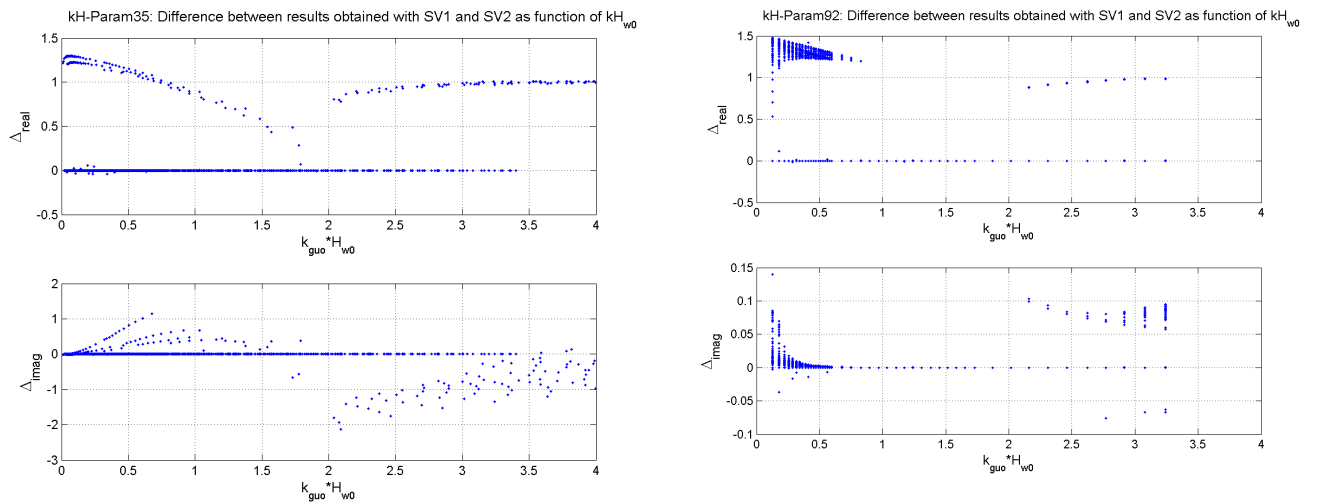 kH-Param35: Difference between results obtained with SV1 and SV2 as function of kH_w0
1.5
1
0.5
0
-0.5
Δ_real
0 0.5 1 1.5 2 2.5 3 3.5 4
k_guo*H_w0
2
1
0
-1
-2
-3
Δ_imag
0 0.5 1 1.5 2 2.5 3 3.5 4
k_guo*H_w0
kH-Param92: Difference between results obtained with SV1 and SV2 as function of kH_w0
1.5
1
0.5
0
-0.5
Δ_real
0 0.5 1 1.5 2 2.5 3 3.5 4
k_guo*H_w0
0.15
0.1
0.05
0
-0.05
-0.1
Δ_imag
0 0.5 1 1.5 2 2.5 3 3.5 4
k_guo*H_w0